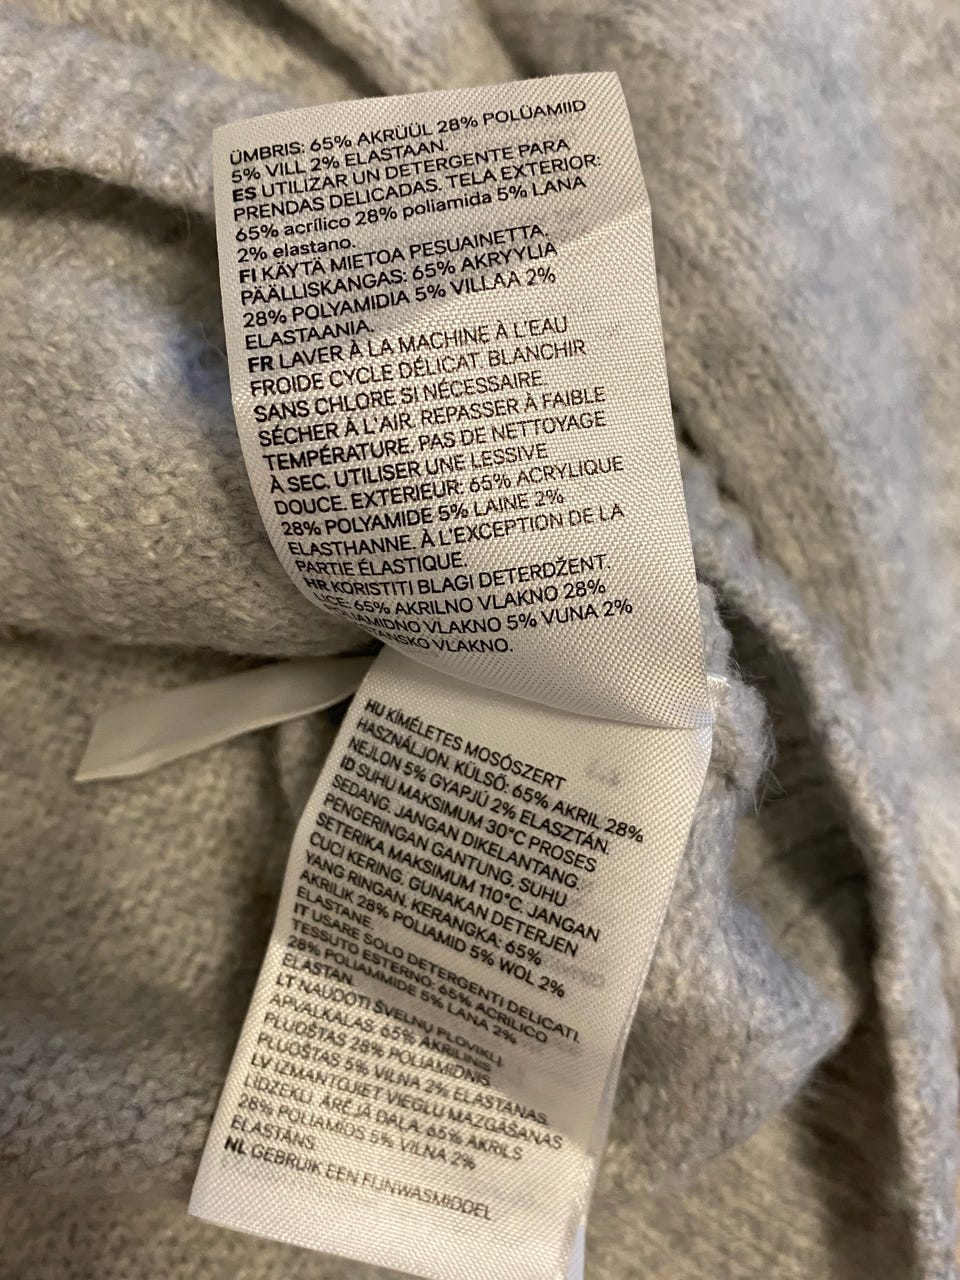 ÜMBRIS: 65% AKRÜÜL 28% POLÜAMIID
5% VILL 2% ELASTAAN.
ES UTILIZAR UN DETERGENTE PARA
PRENDAS DELICADAS. TELA EXTERIOR:
65% acrílico 28% poliamida 5% LANA
2% elastano.
FI KÄYTÄ MIETOA PESUAINETTA.
PÄÄLLISKANGAS: 65% AKRYYLIA
28% POLYAMIDIA 5% VILLAA 2%
ELASTAANIA.
FR LAVER À LA MACHINE À L'EAU
FROIDE CYCLE DÉLICAT. BLANCHIR
SANS CHLORE SI NÉCESSAIRE.
SÉCHER À L'AIR. REPASSER À FAIBLE
TEMPÉRATURE. PAS DE NETTOYAGE
À SEC. UTILISER UNE LESSIVE
DOUCE. EXTERIEUR: 65% ACRYLIQUE
28% POLYAMIDE 5% LAINE 2%
ELASTHANNE. À L'EXCEPTION DE LA
PARTIE ÉLASTIQUE.
HR KORISTITI BLAGI DETERDŽENT.
LICE: 65% AKRILNO VLAKNO 28%
POLIAMIDNO VLAKNO 5% VUNA 2%
VLAKNO.
HU KÍMÉLETES MOSÓSZERT
HASZNÁLJON. KÜLSŐ: 65% AKRIL 28%
NEJLON 5% GYAPJÚ 2% ELASZTÁN.
ID SUHU MAKSIMUM 30°C PROSES
SEDANG. JANGAN DIKELANTANG.
PENGERINGAN GANTUNG. SUHU
SETERIKA MAKSIMUM 110°C. JANGAN
CUCI KERING. GUNAKAN DETERJEN
YANG RINGAN. KERANGKA: 65%
AKRILIK 28% POLIAMID 5% WOL 2%
ELASTANE.
IT USARE SOLO DETERGENTI DELICATI.
TESSUTO ESTERNO: 65% ACRILICO
28% POLIAMMIDE 5% LANA 2%
ELASTAN.
LT NAUDOTI ŠVELNŲ PLOVIKLĮ.
APVALKALAS: 65% AKRILINIS
PLUOŠTAS 28% POLIAMIDNIS
PLUOŠTAS 5% VILNA 2% ELASTANAS.
LV IZMANTOJIET VIEGLU MAZGĀŠANAS
LĪDZEKLI. ĀRĒJĀ DAĻA: 65% AKRILS
28% POLIAMĪDS 5% VILNA 2%
ELASTĀNS.
NL GEBRUIK EEN FIJNWASMIDDEL